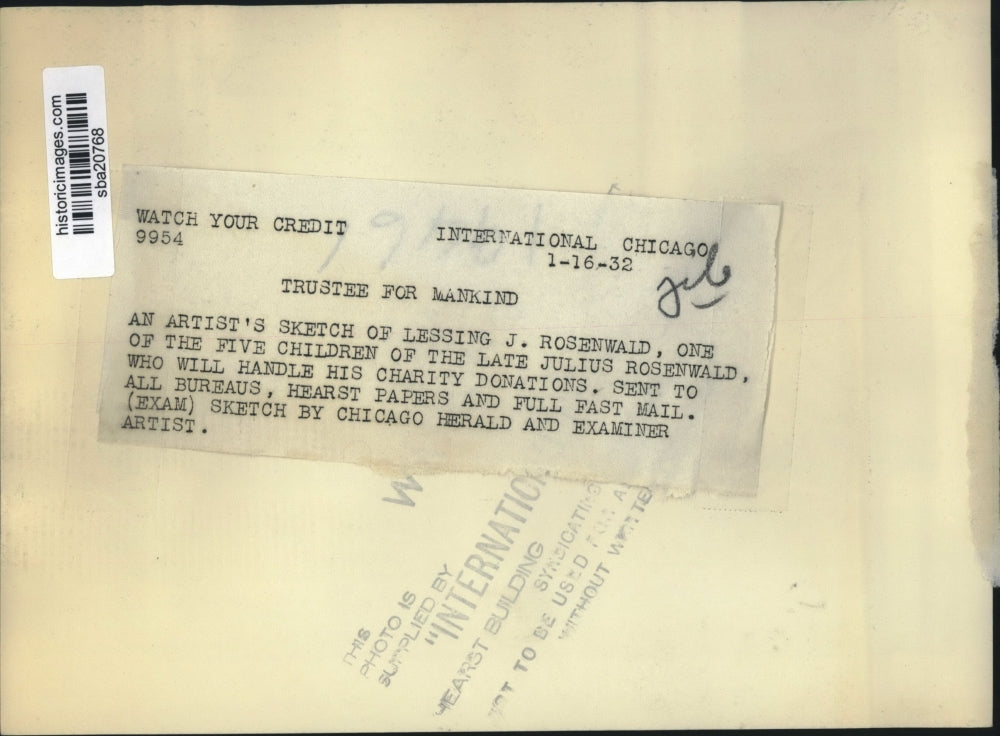 historicimages.com
sba20768
WATCH YOUR CREDIT
9954
INTERNATIONAL CHICAGO
1-16-32
TRUSTEE FOR MANKIND
AN ARTIST'S SKETCH OF LESSING J. ROSENWALD, ONE
OF THE FIVE CHILDREN OF THE LATE JULIUS ROSENWALD,
WHO WILL HANDLE HIS CHARITY DONATIONS. SENT TO
ALL BUREAUS, HEARST PAPERS AND FULL FAST MAIL.
(EXAM) SKETCH BY CHICAGO HERALD AND EXAMINER
ARTIST.
W
THIS
PHOTO IS
SUPPLIED BY
"INTERNATION
HEARST BUILDING
SYNDICATING
NOT TO BE USED FOR
WITHOUT